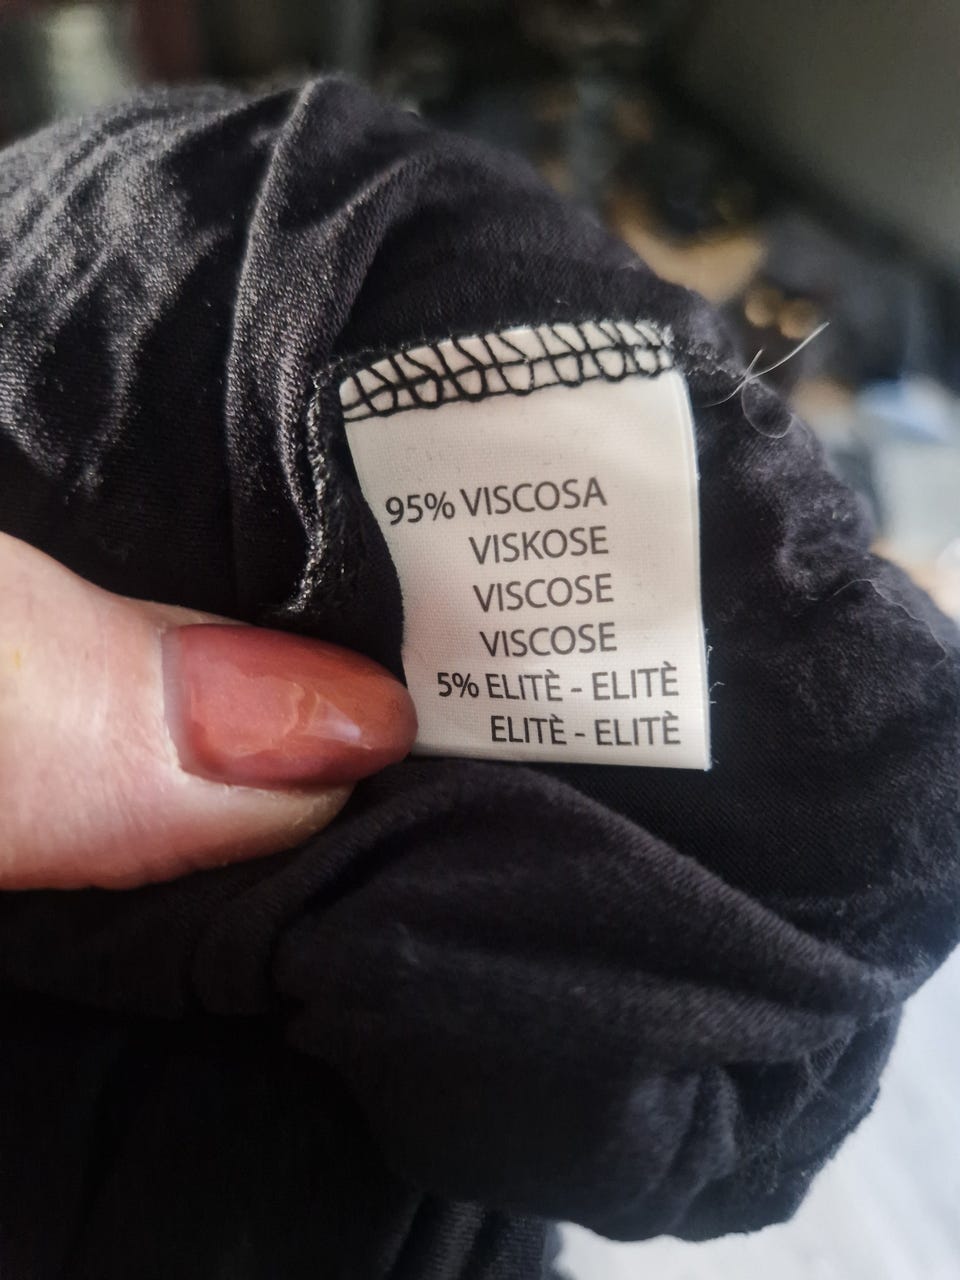 95% VISCOSA
VISKOSE
VISCOSE
VISCOSE
5% ELITÈ - ELITÈ
ELITÈ - ELITÈ